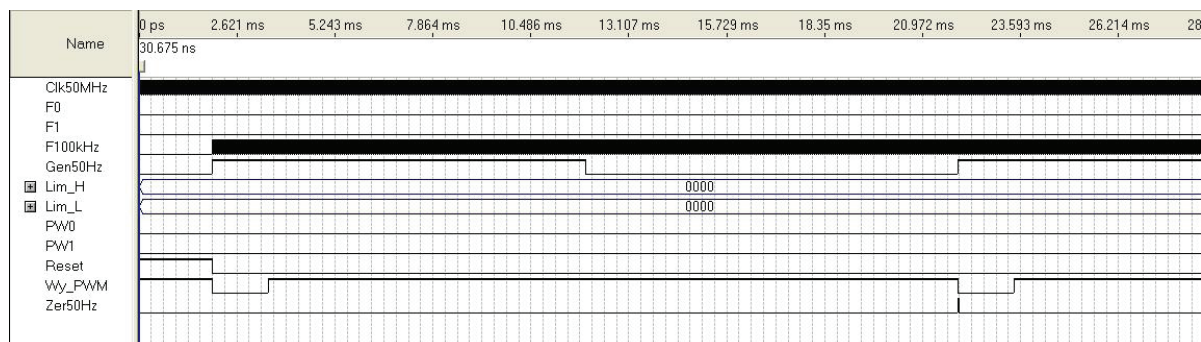 Name
0 ps 2.621 ms 5.243 ms 7.864 ms 10.486 ms 13.107 ms 15.729 ms 18.35 ms 20.972 ms 23.593 ms 26.214 ms 28
30.675 ns
Clk50MHz
F0
F1
F100kHz
Gen50Hz
Lim_H 0000
Lim_L 0000
PW0
PW1
Reset
Wy_PWM
Zer50Hz